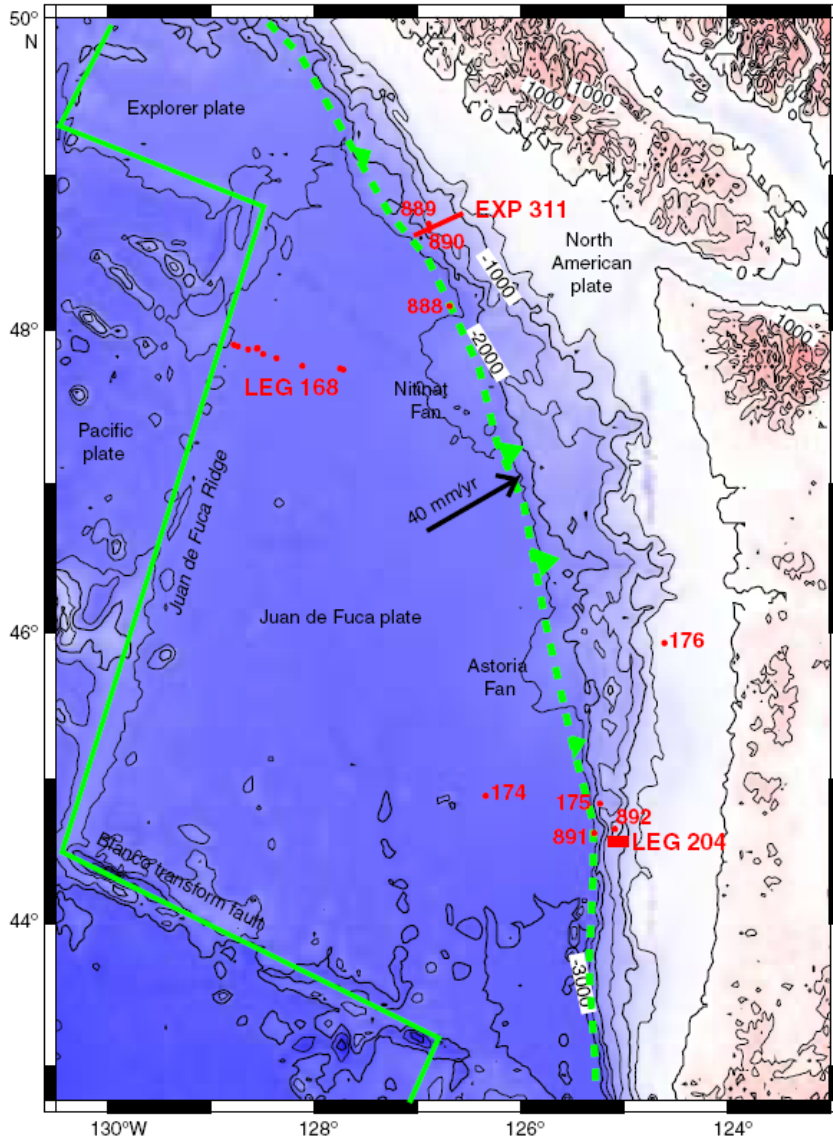 50°
N
Explorer plate
1000
1000
889
EXP 311
890
North
American
plate
-1000
888
48°
-2000
1000
LEG 168
Nitinat
Fan
Pacific
plate
Juan de Fuca Ridge
40 mm/yr
Juan de Fuca plate
46°
176
Astoria
Fan
174
175
892
891
LEG 204
Blanco transform fault
44°
-3000
130°W
128°
126°
124°